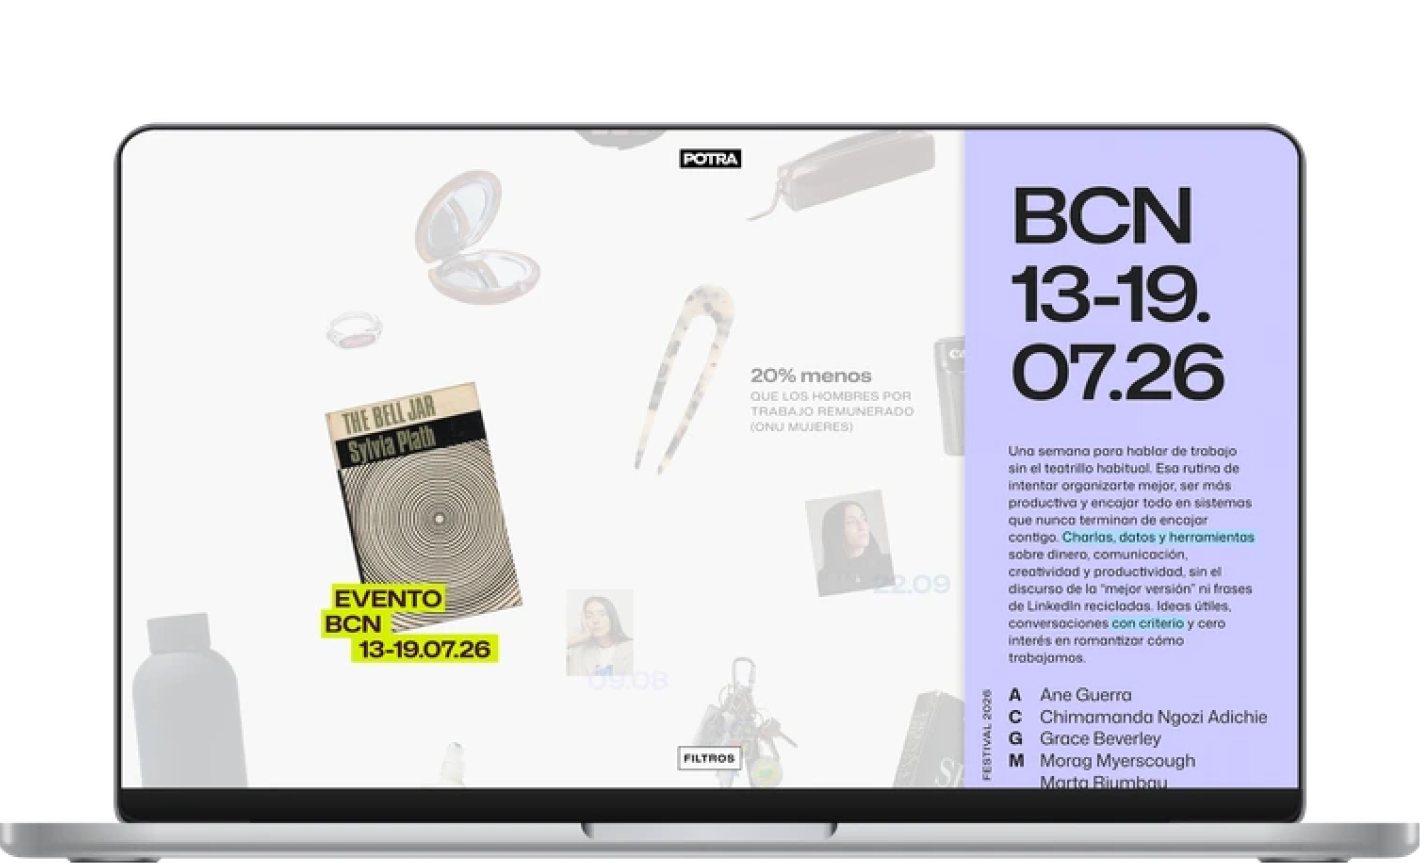 POTRA
THE BELL JAR
Sylvia Plath
EVENTO
BCN
13-19.07.26
20% menos
QUE LOS HOMBRES POR
TRABAJO REMUNERADO
(ONU MUJERES)
22.09
09.08
FILTROS
BCN
13-19.
07.26
Una semana para hablar de trabajo
sin el teatrillo habitual. Esa rutina de
intentar organizarte mejor, ser más
productiva y encajar todo en sistemas
que nunca terminan de encajar
contigo. Charlas, datos y herramientas
sobre dinero, comunicación,
creatividad y productividad, sin el
discurso de la “mejor versión” ni frases
de LinkedIn recicladas. Ideas útiles,
conversaciones con criterio y cero
interés en romantizar cómo
trabajamos.
FESTIVAL 2026
A Ane Guerra
C Chimamanda Ngozi Adichie
G Grace Beverley
M Morag Myerscough
Marta Riumbau